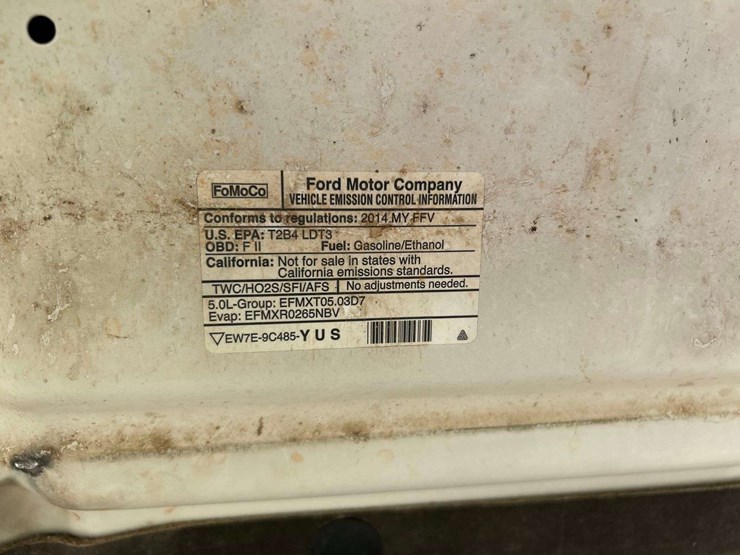 FoMoCo
Ford Motor Company
VEHICLE EMISSION CONTROL INFORMATION
Conforms to regulations: 2014 MY FFV
U.S. EPA: T2B4 LDT3
OBD: F II Fuel: Gasoline/Ethanol
California: Not for sale in states with
California emissions standards.
TWC/HO2S/SFI/AFS No adjustments needed.
5.0L-Group: EFMXT05.03D7
Evap: EFMXR0265NBV
EW7E-9C485-Y U S